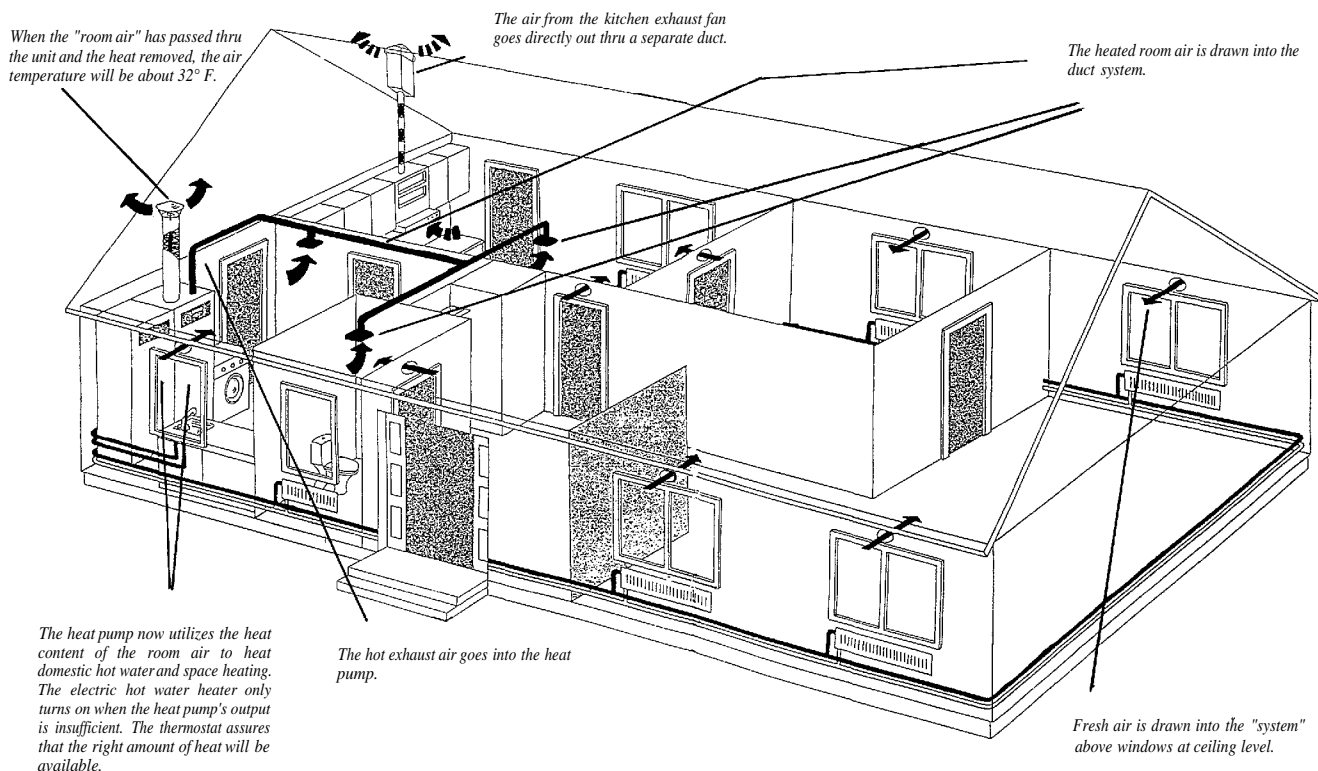 When the "room air" has passed thru
the unit and the heat removed, the air
temperature will be about 32° F.
The air from the kitchen exhaust fan
goes directly out thru a separate duct.
The heated room air is drawn into the
duct system.
The heat pump now utilizes the heat
content of the room air to heat
domestic hot water and space heating.
The electric hot water heater only
turns on when the heat pump's output
is insufficient. The thermostat assures
that the right amount of heat will be
available.
The hot exhaust air goes into the heat
pump.
Fresh air is drawn into the "system"
above windows at ceiling level.